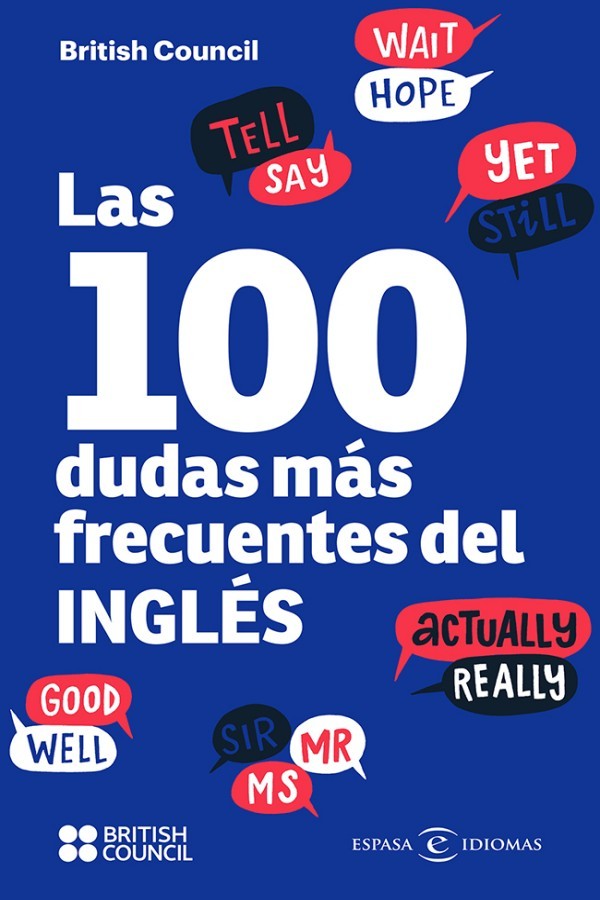 British Council
WAIT
HOPE
TELL
SAY
YET
STiLL
Las
100
dudas más
frecuentes del
INGLÉS
actUALLY
REALLY
GOOD
WELL
SIR
MR
MS
BRITISH
COUNCIL
ESPASA e IDIOMAS